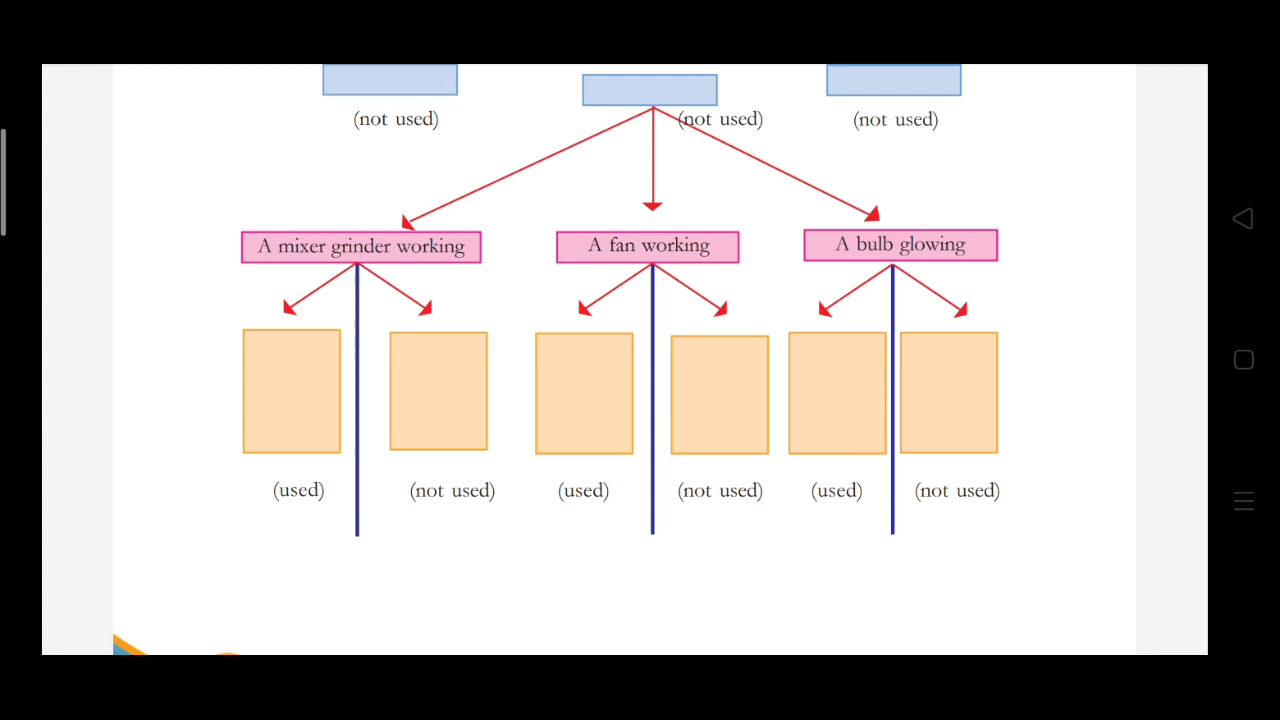 (not used) (not used) (not used)
A mixer grinder working A fan working A bulb glowing
(used) (not used) (used) (not used) (used) (not used)